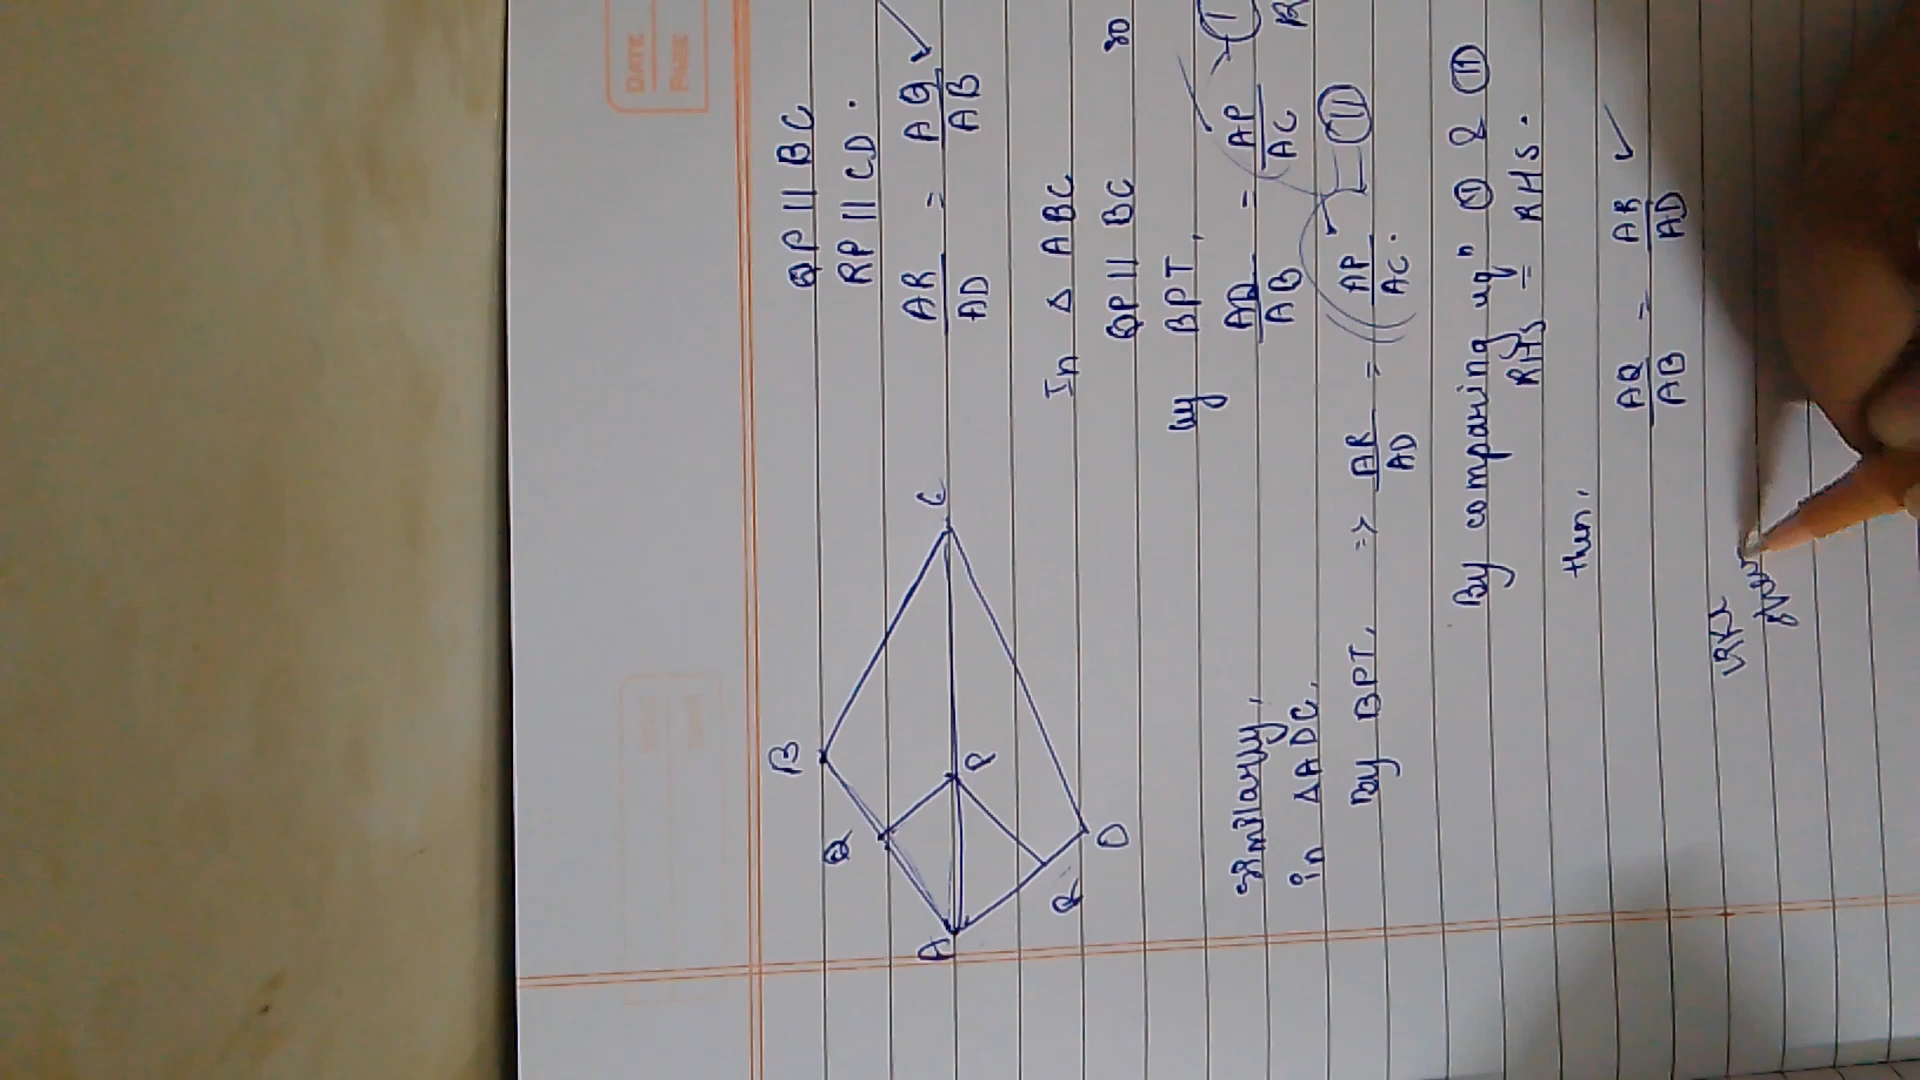 DATE
PAGE
QP || BC
RP || CD.
AR/AD = AQ/AB
B
Q
A
P
C
R
D
In Δ ABC
QP || BC so
by BPT,
AQ/AB = AP/AC → (I)
Similarly,
in Δ ADC,
By BPT, => AR/AD = AP/AC. — (II)
By comparing eqn (I) & (II)
RHS = RHS.
then,
AQ/AB = AR/AD